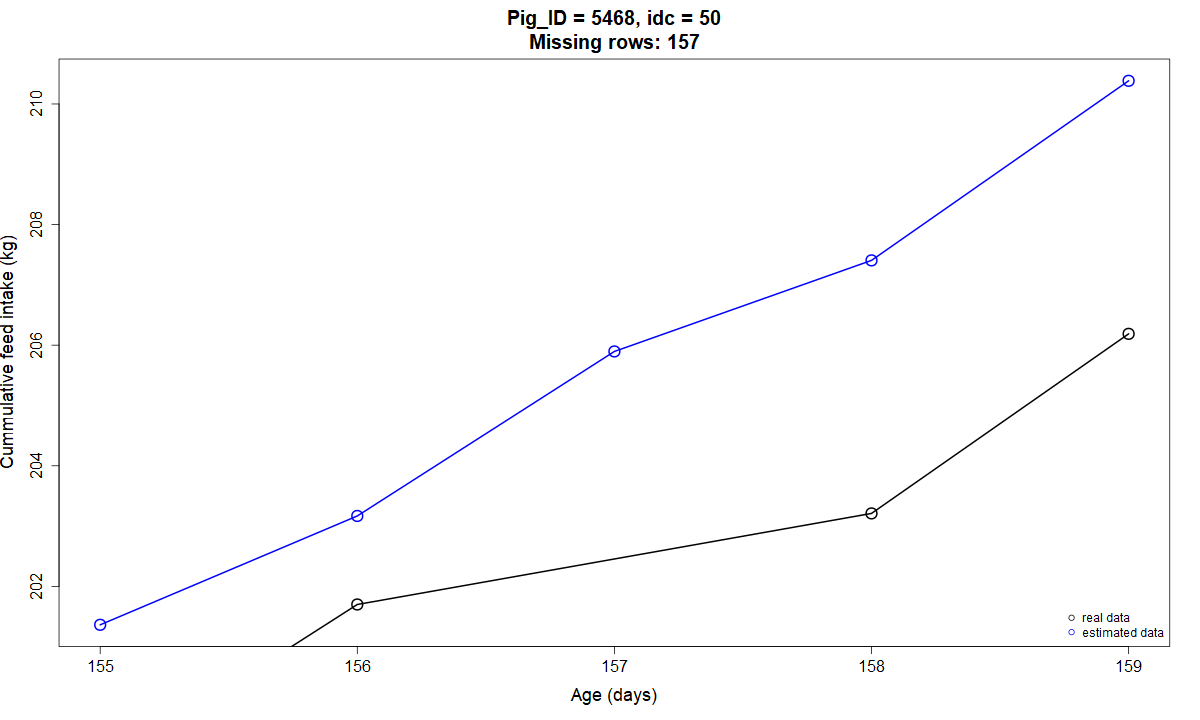 Pig_ID = 5468, idc = 50
Missing rows: 157
210
208
206
204
202
Cummulative feed intake (kg)
155 156 157 158 159
Age (days)
real data
estimated data